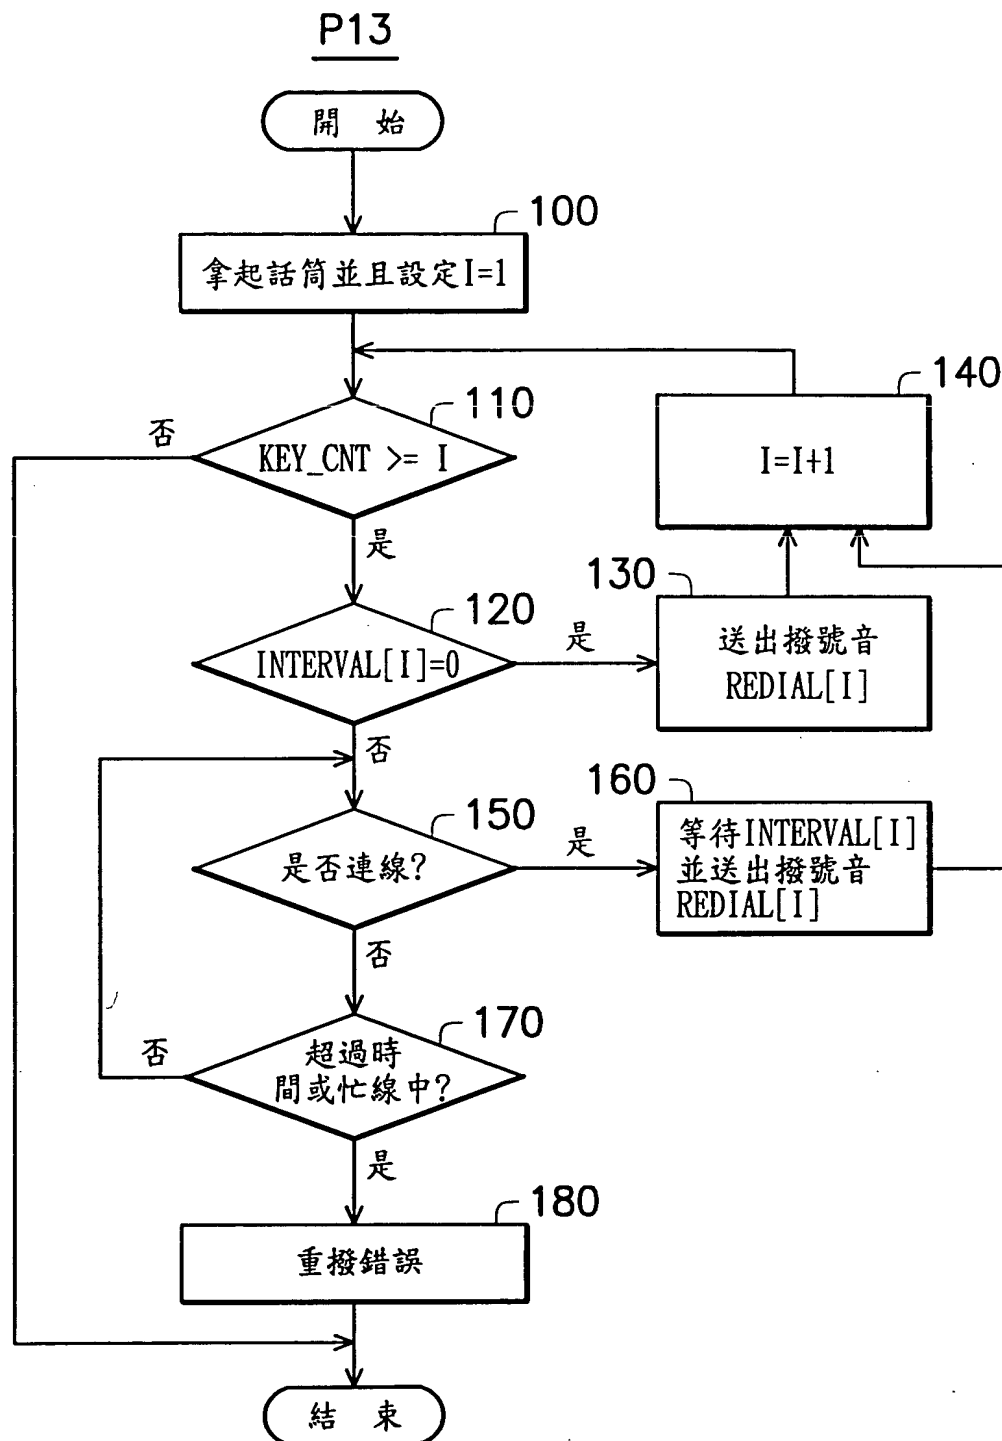 P13
開 始
100
拿起話筒並且設定I=1
140
I=I+1
110
否
KEY_CNT >= I
是
130
送出撥號音
REDIAL[I]
120
INTERVAL[I]=0
是
否
160
等待INTERVAL[I]
並送出撥號音
REDIAL[I]
150
是否連線?
是
否
170
否
超過時
間或忙線中?
是
180
重撥錯誤
結 束